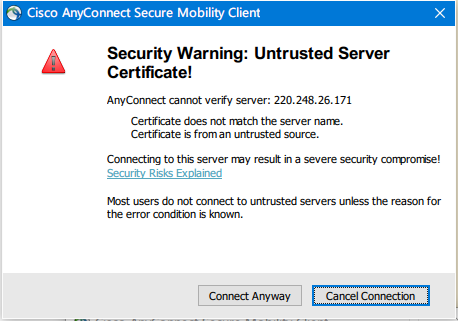 Cisco AnyConnect Secure Mobility Client
Security Warning: Untrusted Server
Certificate!
AnyConnect cannot verify server: 220.248.26.171
Certificate does not match the server name.
Certificate is from an untrusted source.
Connecting to this server may result in a severe security compromise!
Security Risks Explained
Most users do not connect to untrusted servers unless the reason for
the error condition is known.
Connect Anyway
Cancel Connection